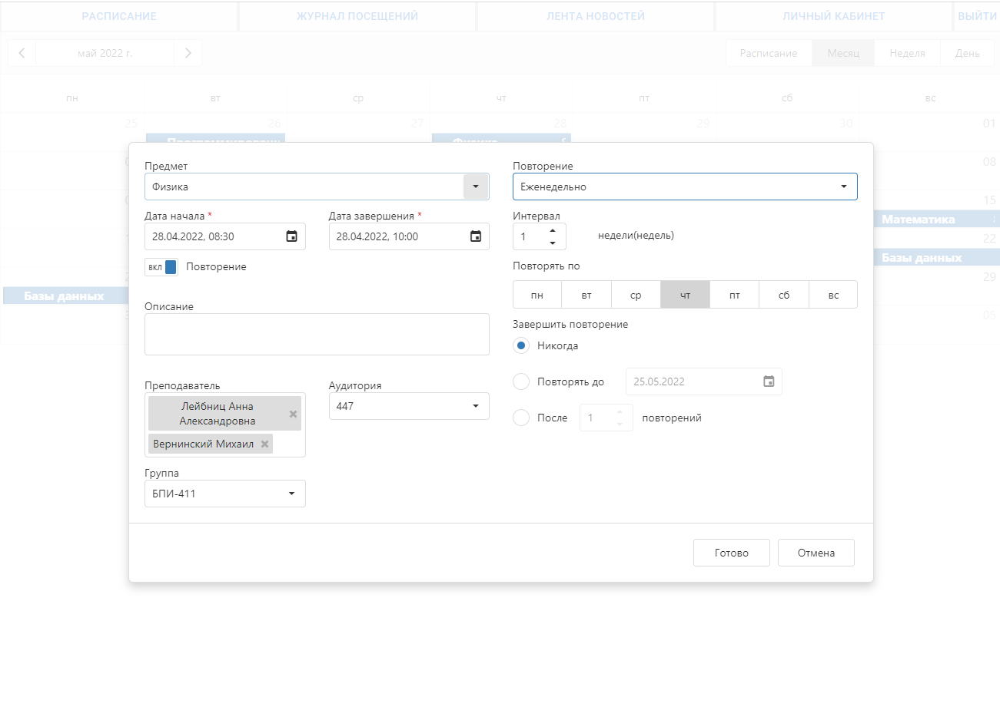 РАСПИСАНИЕ ЖУРНАЛ ПОСЕЩЕНИЙ ЛЕНТА НОВОСТЕЙ ЛИЧНЫЙ КАБИНЕТ ВЫЙТИ
май 2022 г. Расписание Месяц Неделя День
пн вт ср чт пт сб вс
25 26 27 28 29 30 01
Физика
08
15
Математика
22
Базы данных
29
Базы данных
05
Предмет
Физика
Дата начала * Дата завершения *
28.04.2022, 08:30 28.04.2022, 10:00
ВКЛ Повторение
Описание
Преподаватель Аудитория
Лейбниц Анна
Александровна
447
Вернинский Михаил
Группа
БПИ-411
Повторение
Еженедельно
Интервал
1 недели(недель)
Повторять по
пн вт ср чт пт сб вс
Завершить повторение
Никогда
Повторять до 25.05.2022
После 1 повторений
Готово Отмена